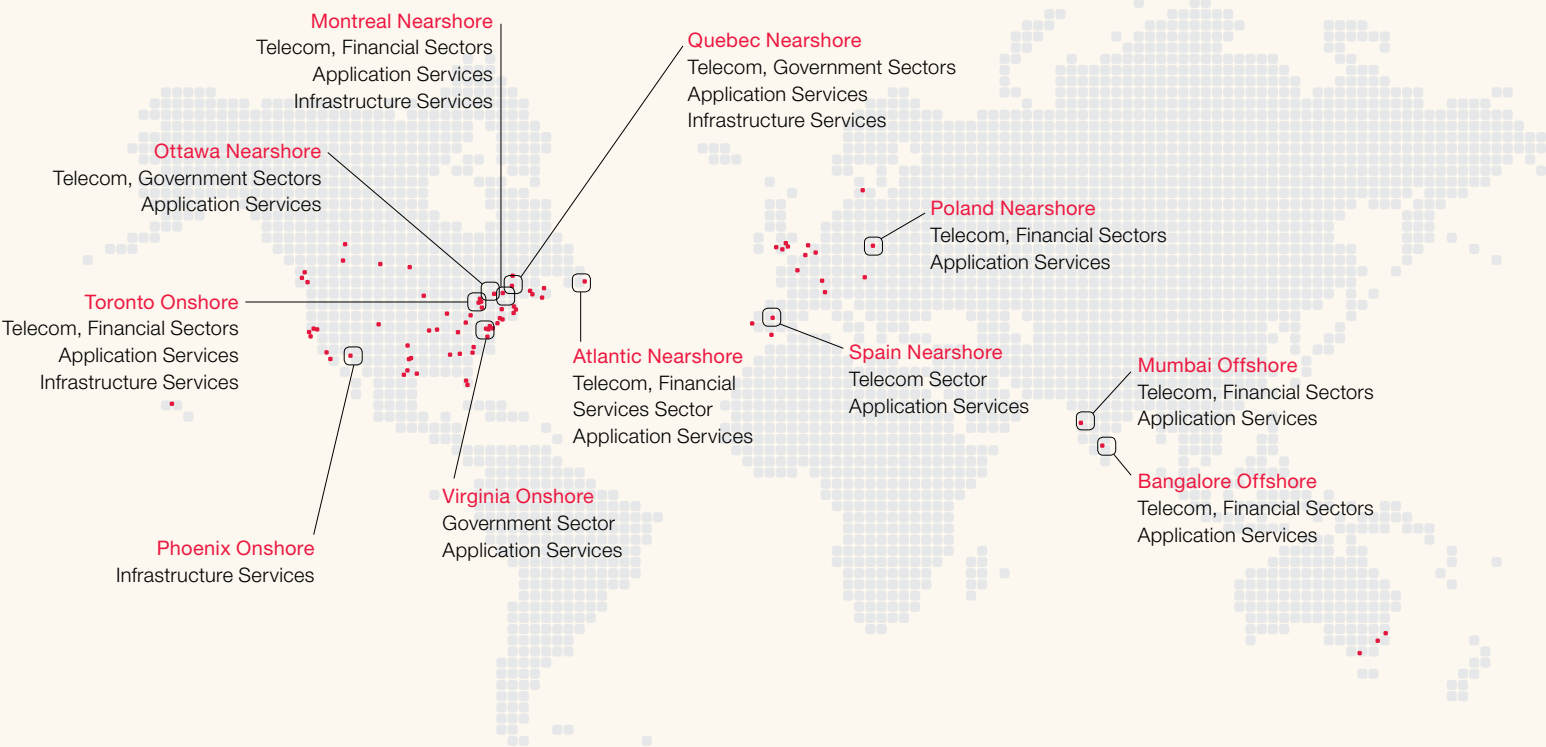 Montreal Nearshore
Telecom, Financial Sectors
Application Services
Infrastructure Services
Quebec Nearshore
Telecom, Government Sectors
Application Services
Infrastructure Services
Ottawa Nearshore
Telecom, Government Sectors
Application Services
Poland Nearshore
Telecom, Financial Sectors
Application Services
Toronto Onshore
Telecom, Financial Sectors
Application Services
Infrastructure Services
Atlantic Nearshore
Telecom, Financial
Services Sector
Application Services
Spain Nearshore
Telecom Sector
Application Services
Mumbai Offshore
Telecom, Financial Sectors
Application Services
Bangalore Offshore
Telecom, Financial Sectors
Application Services
Virginia Onshore
Government Sector
Application Services
Phoenix Onshore
Infrastructure Services